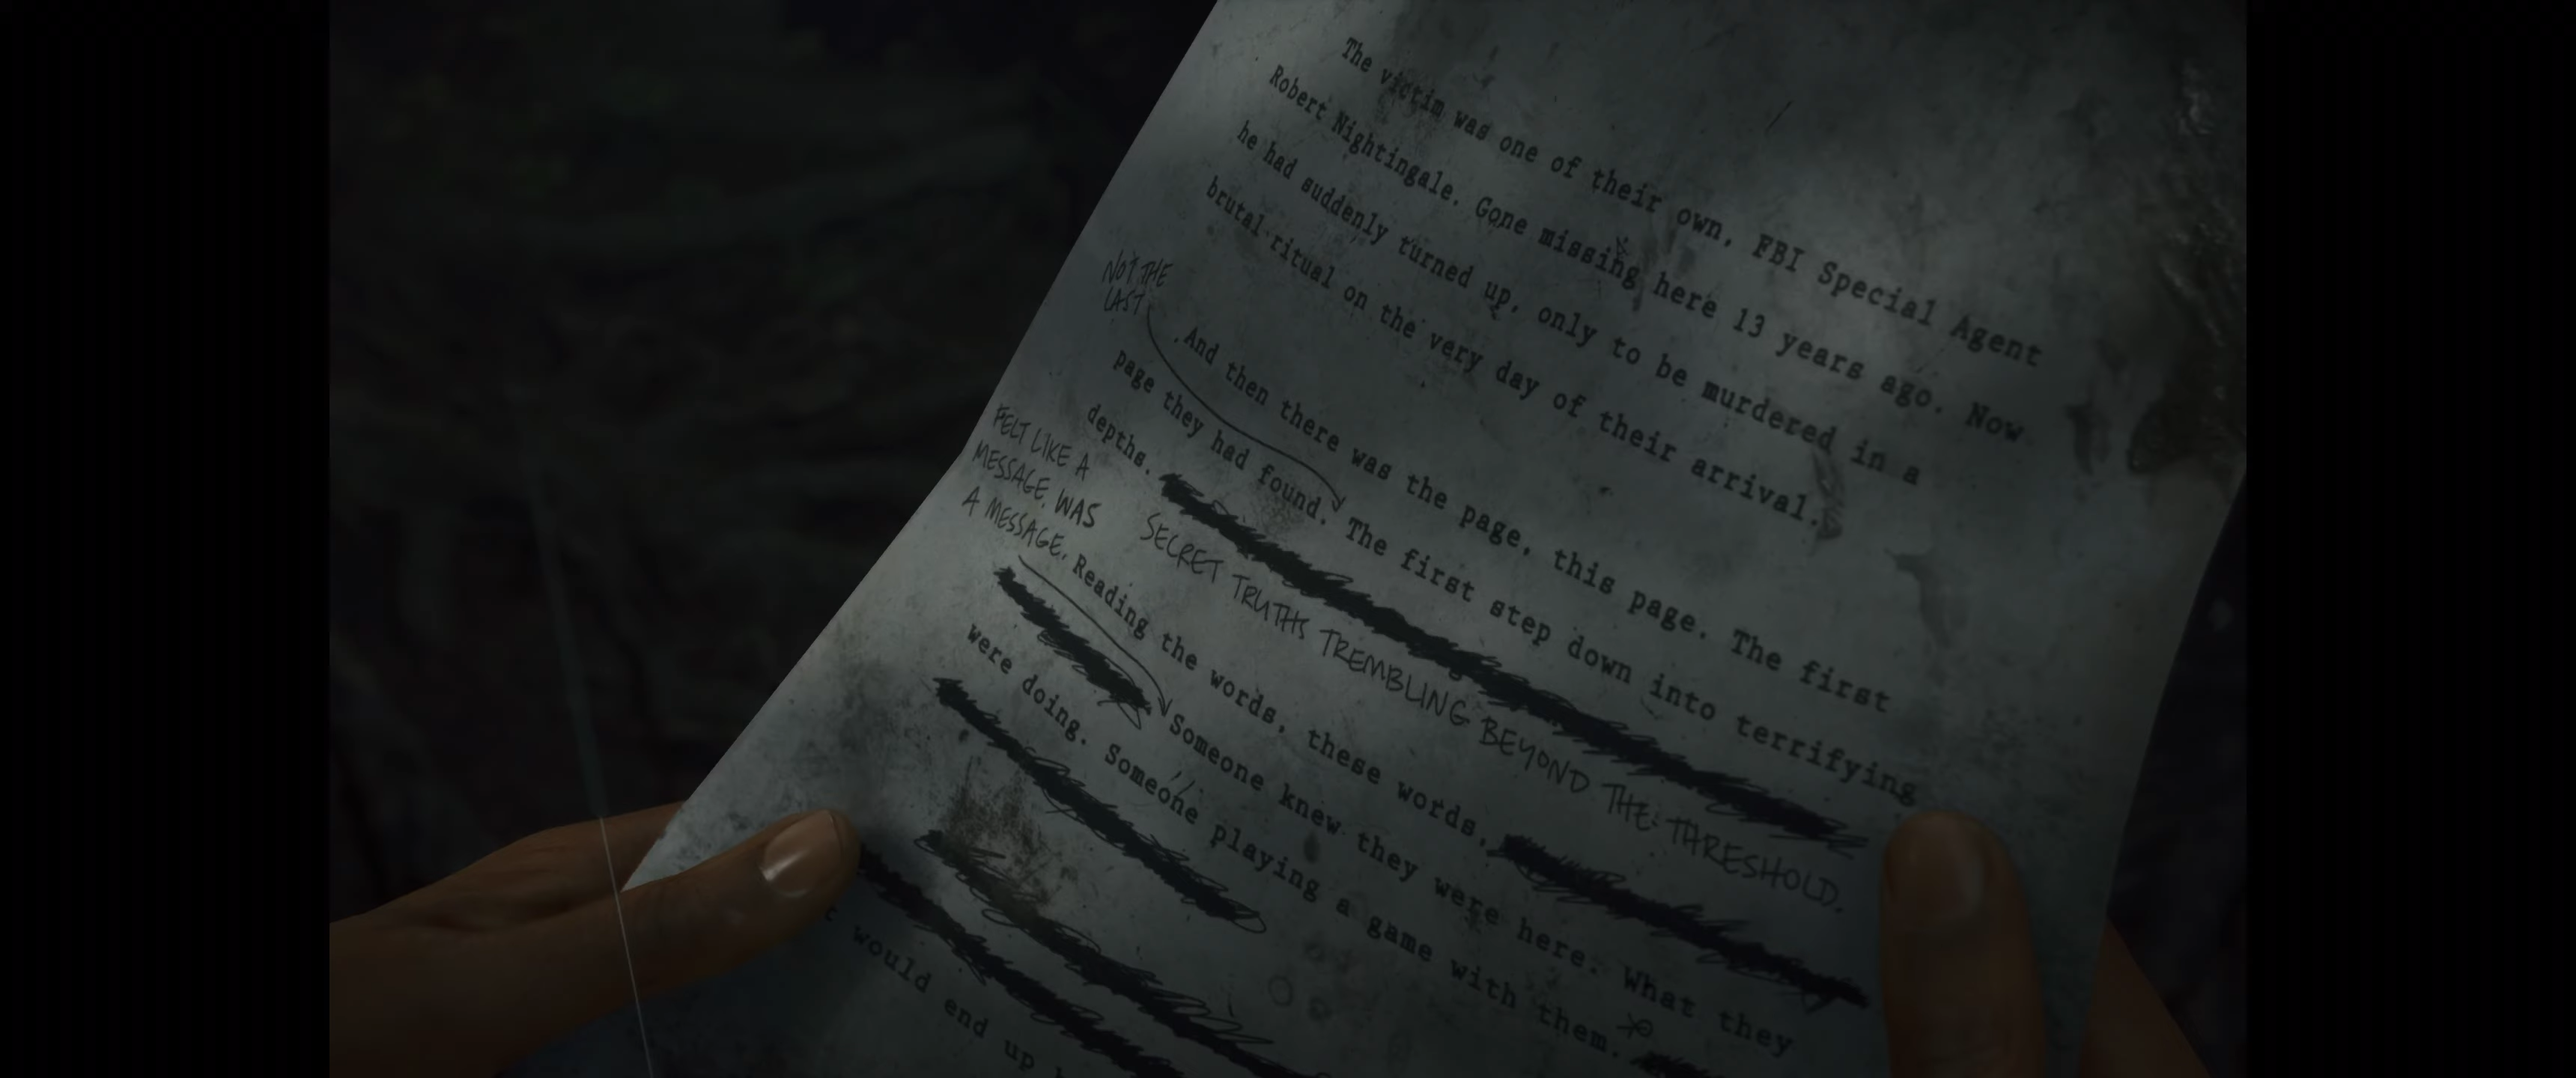 The victim was one of their own, FBI Special Agent
Robert Nightingale. Gone missing here 13 years ago. Now
he had suddenly turned up, only to be murdered in a
brutal ritual on the very day of their arrival.
NOT THE
LAST
And then there was the page, this page. The first
page they had found. The first step down into terrifying
depths.
SECRET TRUTHS TREMBLING BEYOND THE THRESHOLD.
FELT LIKE A
MESSAGE. WAS
A MESSAGE.
Reading the words, these words,
Someone knew they were here. What they
were doing. Someone playing a game with them.
would end up